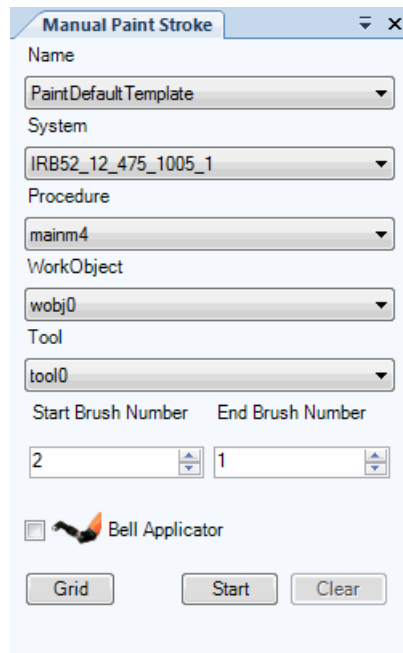 Manual Paint Stroke
Name
PaintDefaultTemplate
System
IRB52_12_475_1005_1
Procedure
mainm4
WorkObject
wobj0
Tool
tool0
Start Brush Number End Brush Number
2 1
Bell Applicator
Grid Start Clear